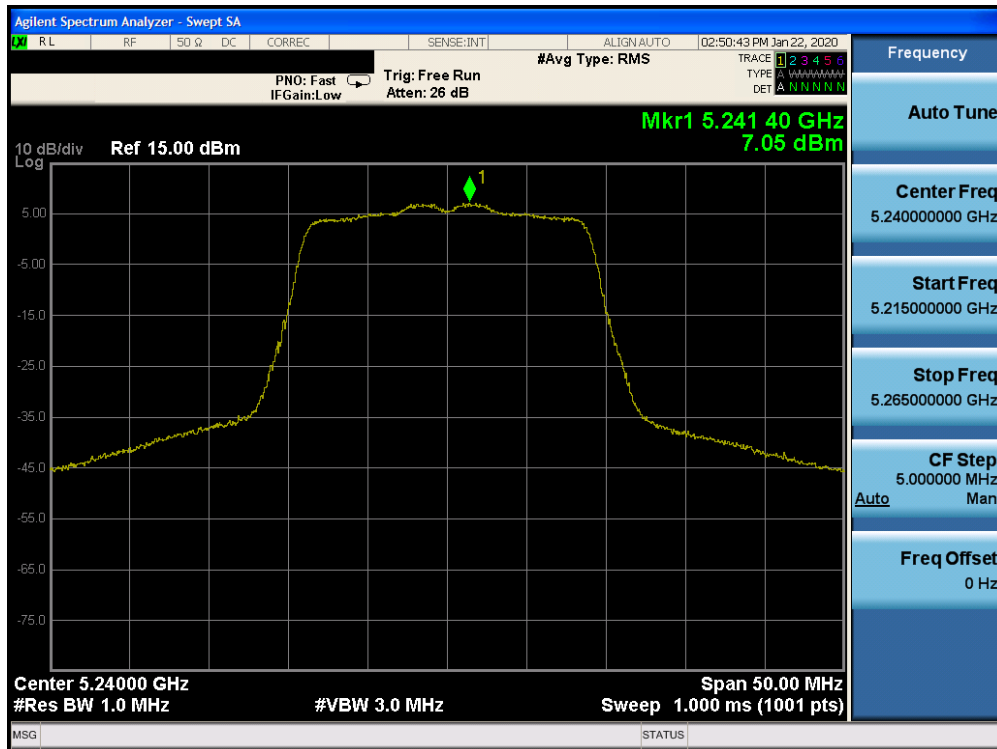 Agilent Spectrum Analyzer - Swept SA
LXI RL RF 50 Ω DC CORREC SENSE:INT ALIGN AUTO 02:50:43 PM Jan 22, 2020
#Avg Type: RMS TRACE 1 2 3 4 5 6
PNO: Fast Trig: Free Run TYPE A WWWWW
IFGain:Low Atten: 26 dB DET A N N N N N
Frequency
Auto Tune
Mkr1 5.241 40 GHz
7.05 dBm
10 dB/div Ref 15.00 dBm
Log
1
5.00
-5.00
-15.0
-25.0
-35.0
-45.0
-55.0
-65.0
-75.0
Center Freq
5.240000000 GHz
Start Freq
5.215000000 GHz
Stop Freq
5.265000000 GHz
CF Step
5.000000 MHz
Auto Man
Freq Offset
0 Hz
Center 5.24000 GHz Span 50.00 MHz
#Res BW 1.0 MHz #VBW 3.0 MHz Sweep 1.000 ms (1001 pts)
MSG STATUS